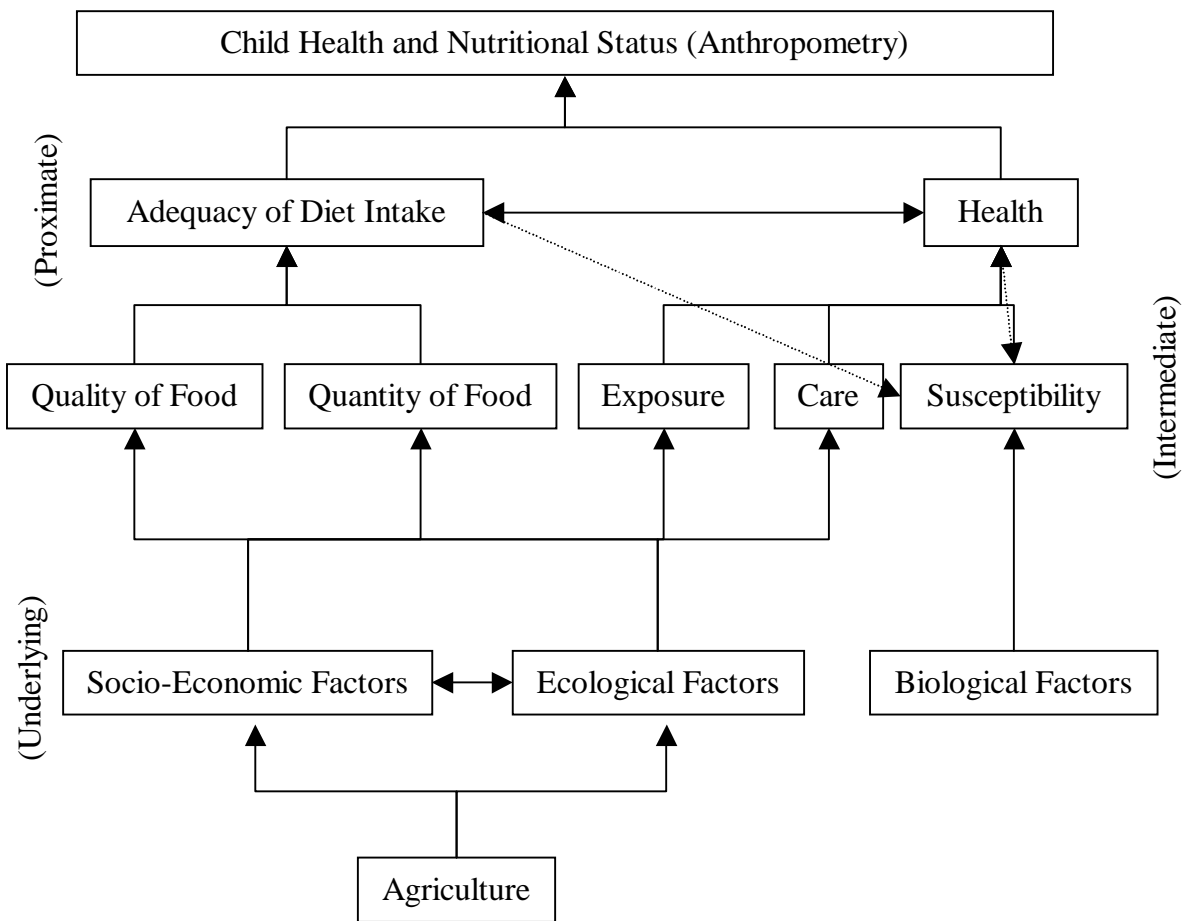 Child Health and Nutritional Status (Anthropometry)
(Proximate)
Adequacy of Diet Intake
Health
(Intermediate)
Quality of Food
Quantity of Food
Exposure
Care
Susceptibility
(Underlying)
Socio-Economic Factors
Ecological Factors
Biological Factors
Agriculture